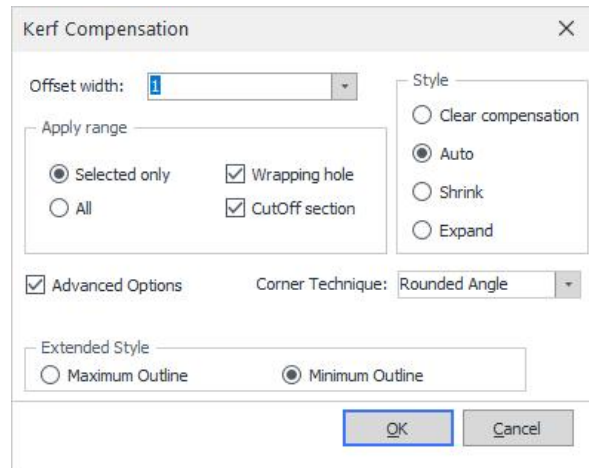 Kerf Compensation
Offset width: 1
Style
Clear compensation
Auto
Shrink
Expand
Apply range
Selected only Wrapping hole
All CutOff section
Advanced Options Corner Technique: Rounded Angle
Extended Style
Maximum Outline Minimum Outline
OK Cancel